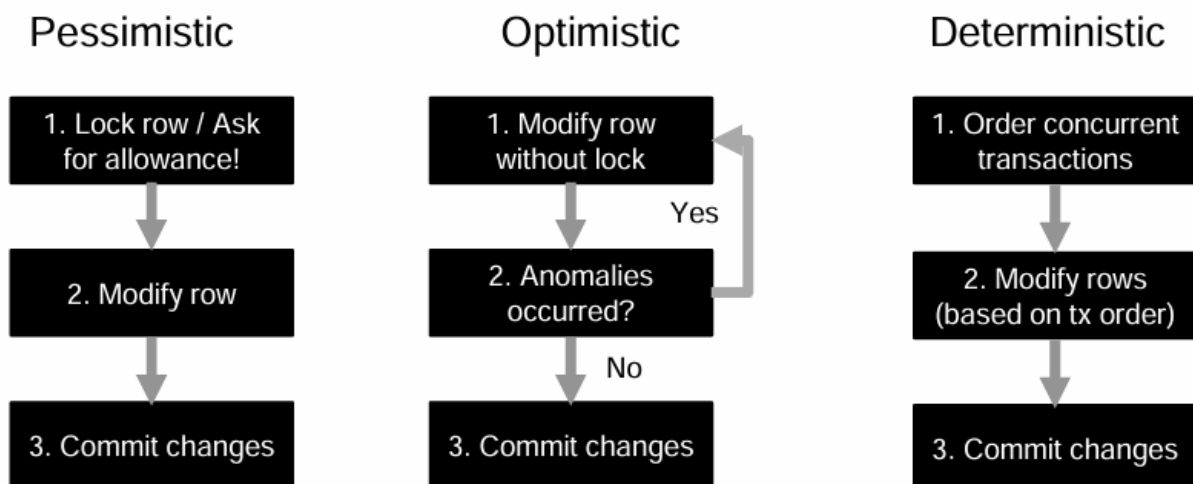 Pessimistic
1. Lock row / Ask
for allowance!
2. Modify row
3. Commit changes
Optimistic
1. Modify row
without lock
Yes
2. Anomalies
occurred?
No
3. Commit changes
Deterministic
1. Order concurrent
transactions
2. Modify rows
(based on tx order)
3. Commit changes